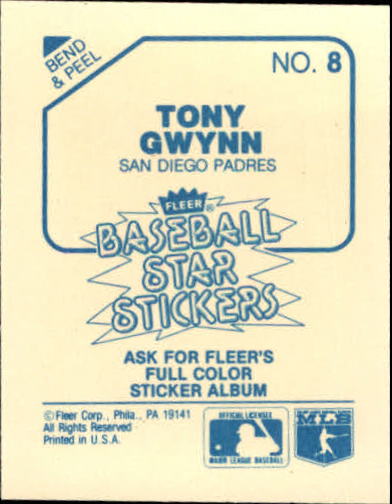 BEND
& PEEL
NO. 8
TONY
GWYNN
SAN DIEGO PADRES
FLEER®
BASEBALL
STAR
STICKERS
ASK FOR FLEER'S
FULL COLOR
STICKER ALBUM
© Fleer Corp., Phila., PA 19141
All Rights Reserved
Printed in U.S.A.
OFFICIAL LICENSEE
MAJOR LEAGUE BASEBALL
MLB